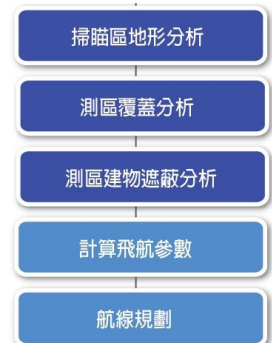 掃瞄區地形分析
測區覆蓋分析
測區建物遮蔽分析
計算飛航參數
航線規劃